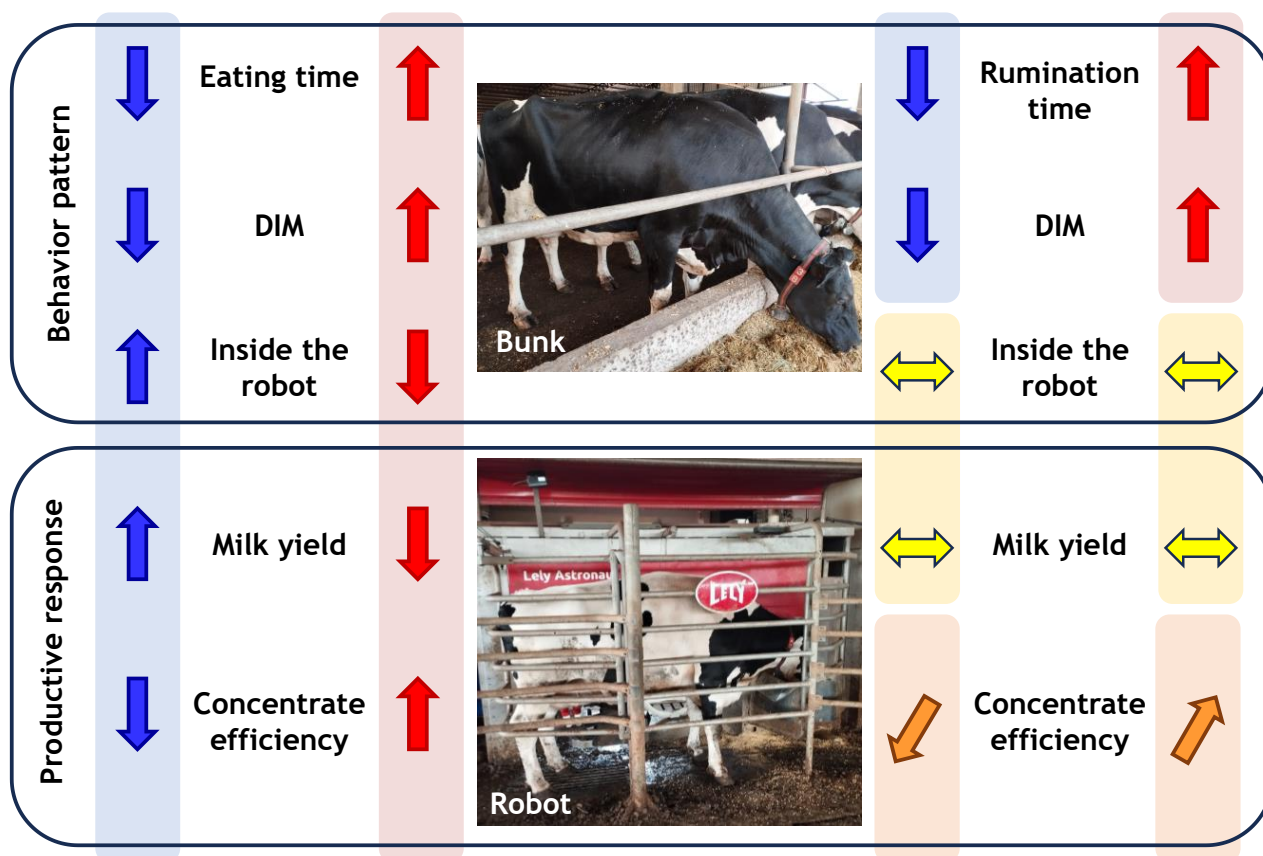 Behavior pattern
Eating time
DIM
Inside the
robot
Bunk
Rumination
time
DIM
Inside the
robot
Productive response
Milk yield
Concentrate
efficiency
Lely Astronau
LELY
Robot
Milk yield
Concentrate
efficiency